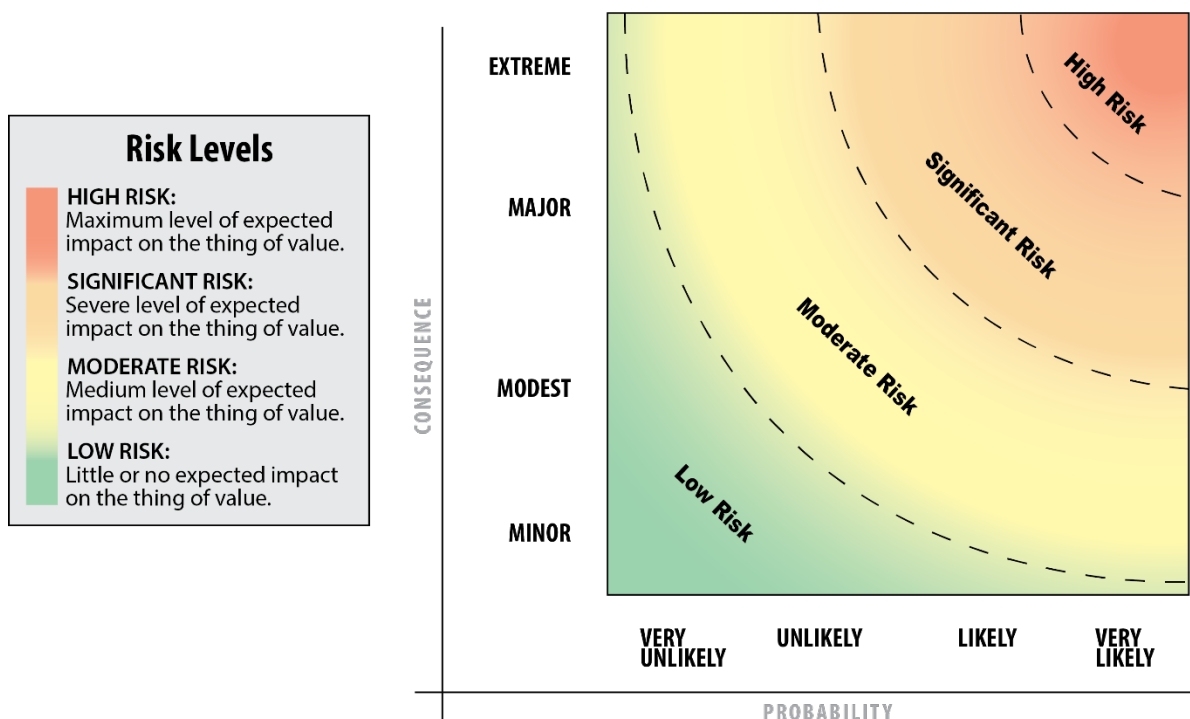 Risk Levels
HIGH RISK:
Maximum level of expected
impact on the thing of value.
SIGNIFICANT RISK:
Severe level of expected
impact on the thing of value.
MODERATE RISK:
Medium level of expected
impact on the thing of value.
LOW RISK:
Little or no expected impact
on the thing of value.
CONSEQUENCE
EXTREME
MAJOR
MODEST
MINOR
High Risk
Significant Risk
Moderate Risk
Low Risk
VERY
UNLIKELY
UNLIKELY
LIKELY
VERY
LIKELY
PROBABILITY